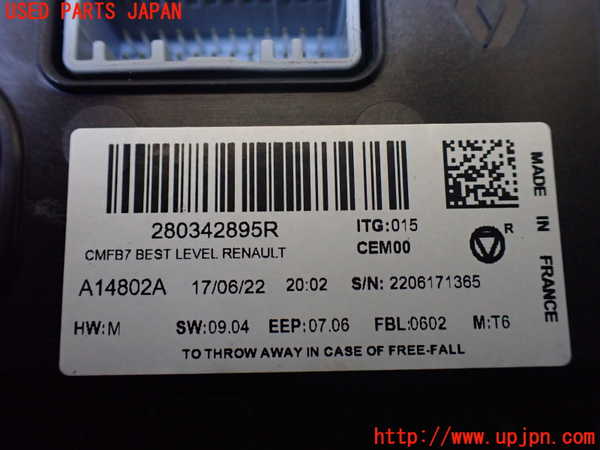 USED PARTS JAPAN
280342895R
ITG:015
CMFB7 BEST LEVEL RENAULT
CEM00
R
A14802A 17/06/22 20:02 S/N: 2206171365
HW:M SW:09.04 EEP:07.06 FBL:0602 M:T6
TO THROW AWAY IN CASE OF FREE-FALL
MADE IN FRANCE
UPJ
http://www.upjpn.com/